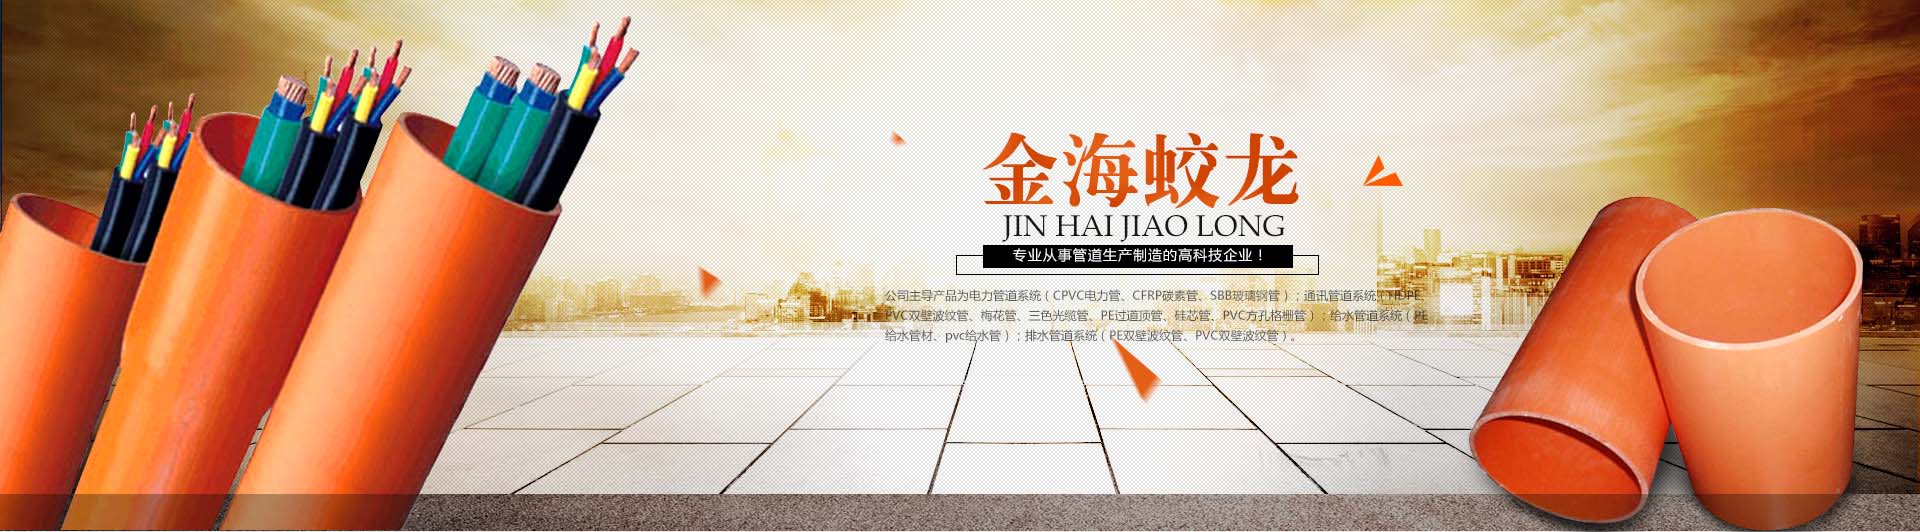 金海蛟龙
JIN HAI JIAO LONG
专业从事管道生产制造的高科技企业！
公司主导产品为电力管道系统（CPVC电力管、CFRP碳素管、SBB玻璃钢管）；通讯管道系统（HDPE、
PVC双壁波纹管、梅花管、三色光缆管、PE过道顶管、硅芯管、PVC方孔格栅管）；给水管道系统（PE
给水管材、pvc给水管）；排水管道系统（PE双壁波纹管、PVC双壁波纹管）。